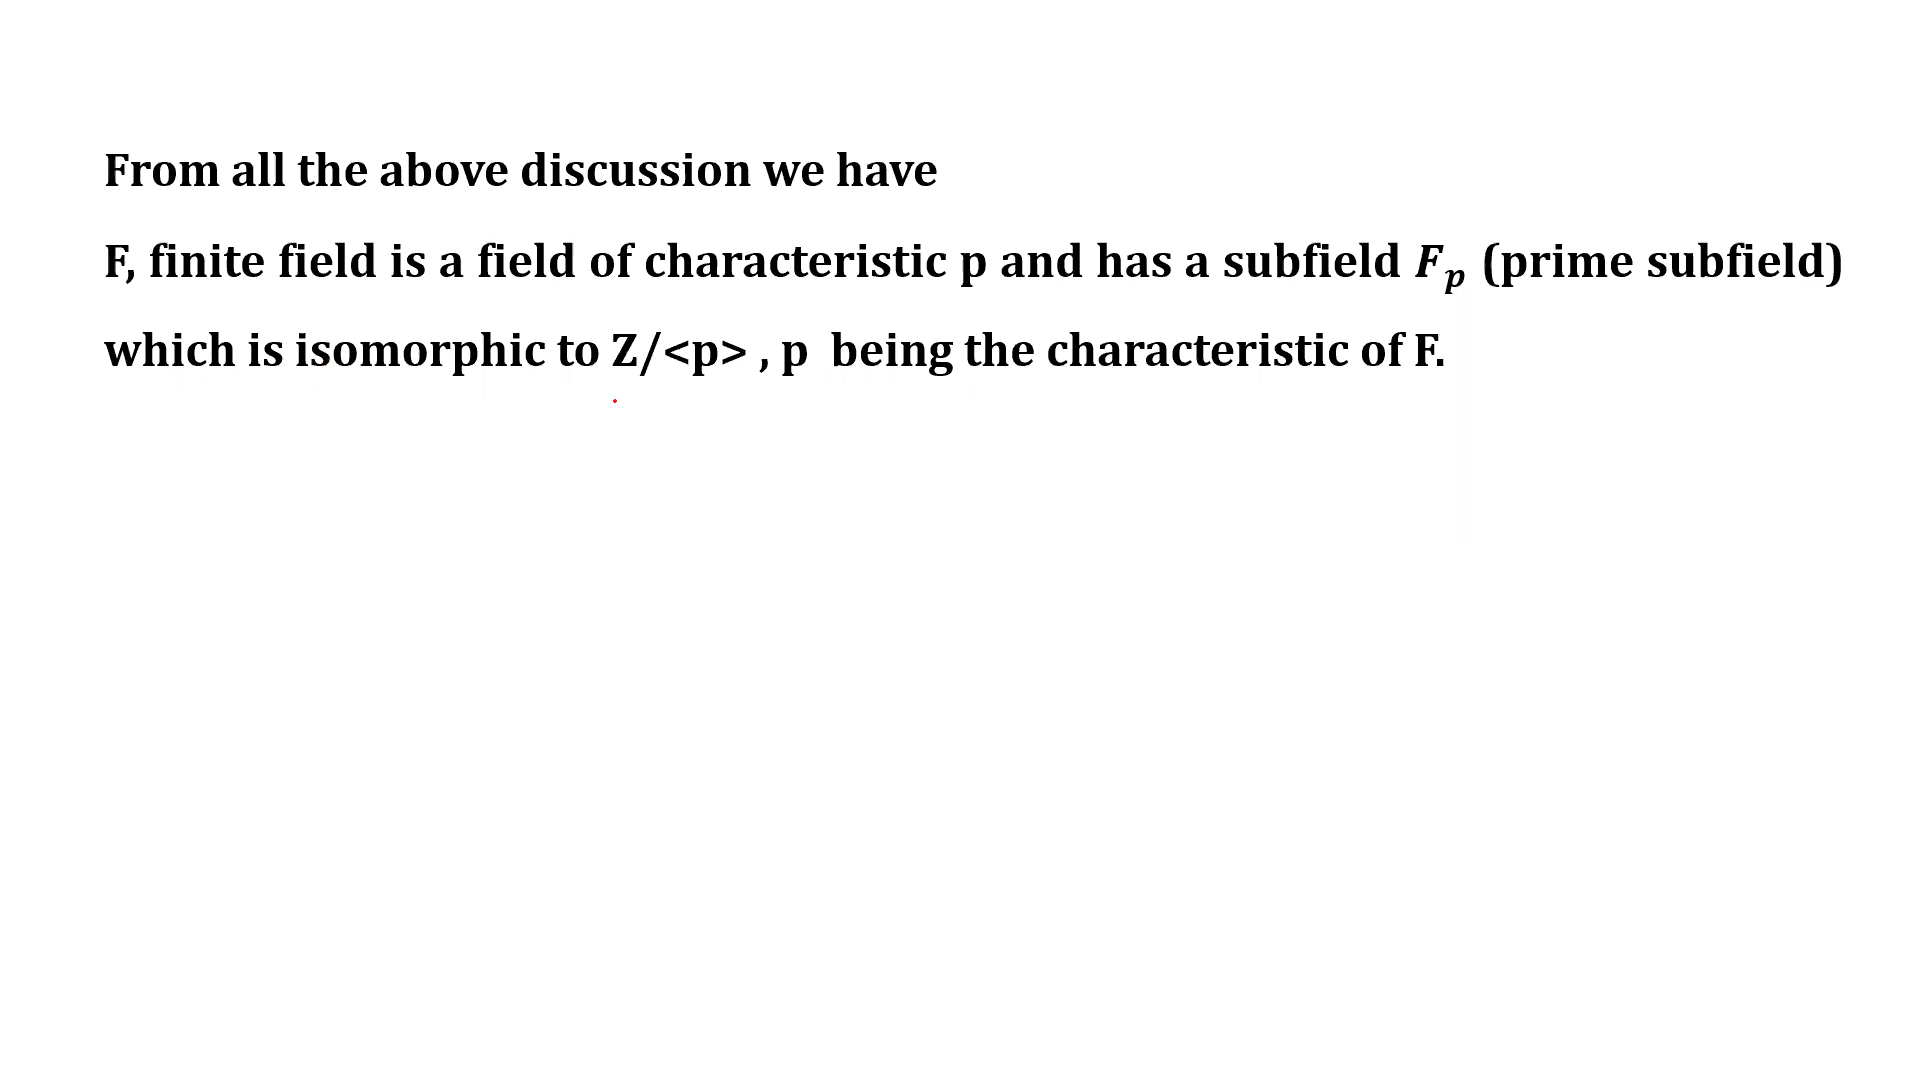 From all the above discussion we have
F, finite field is a field of characteristic p and has a subfield F_p (prime subfield)
which is isomorphic to Z/<p> , p  being the characteristic of F.